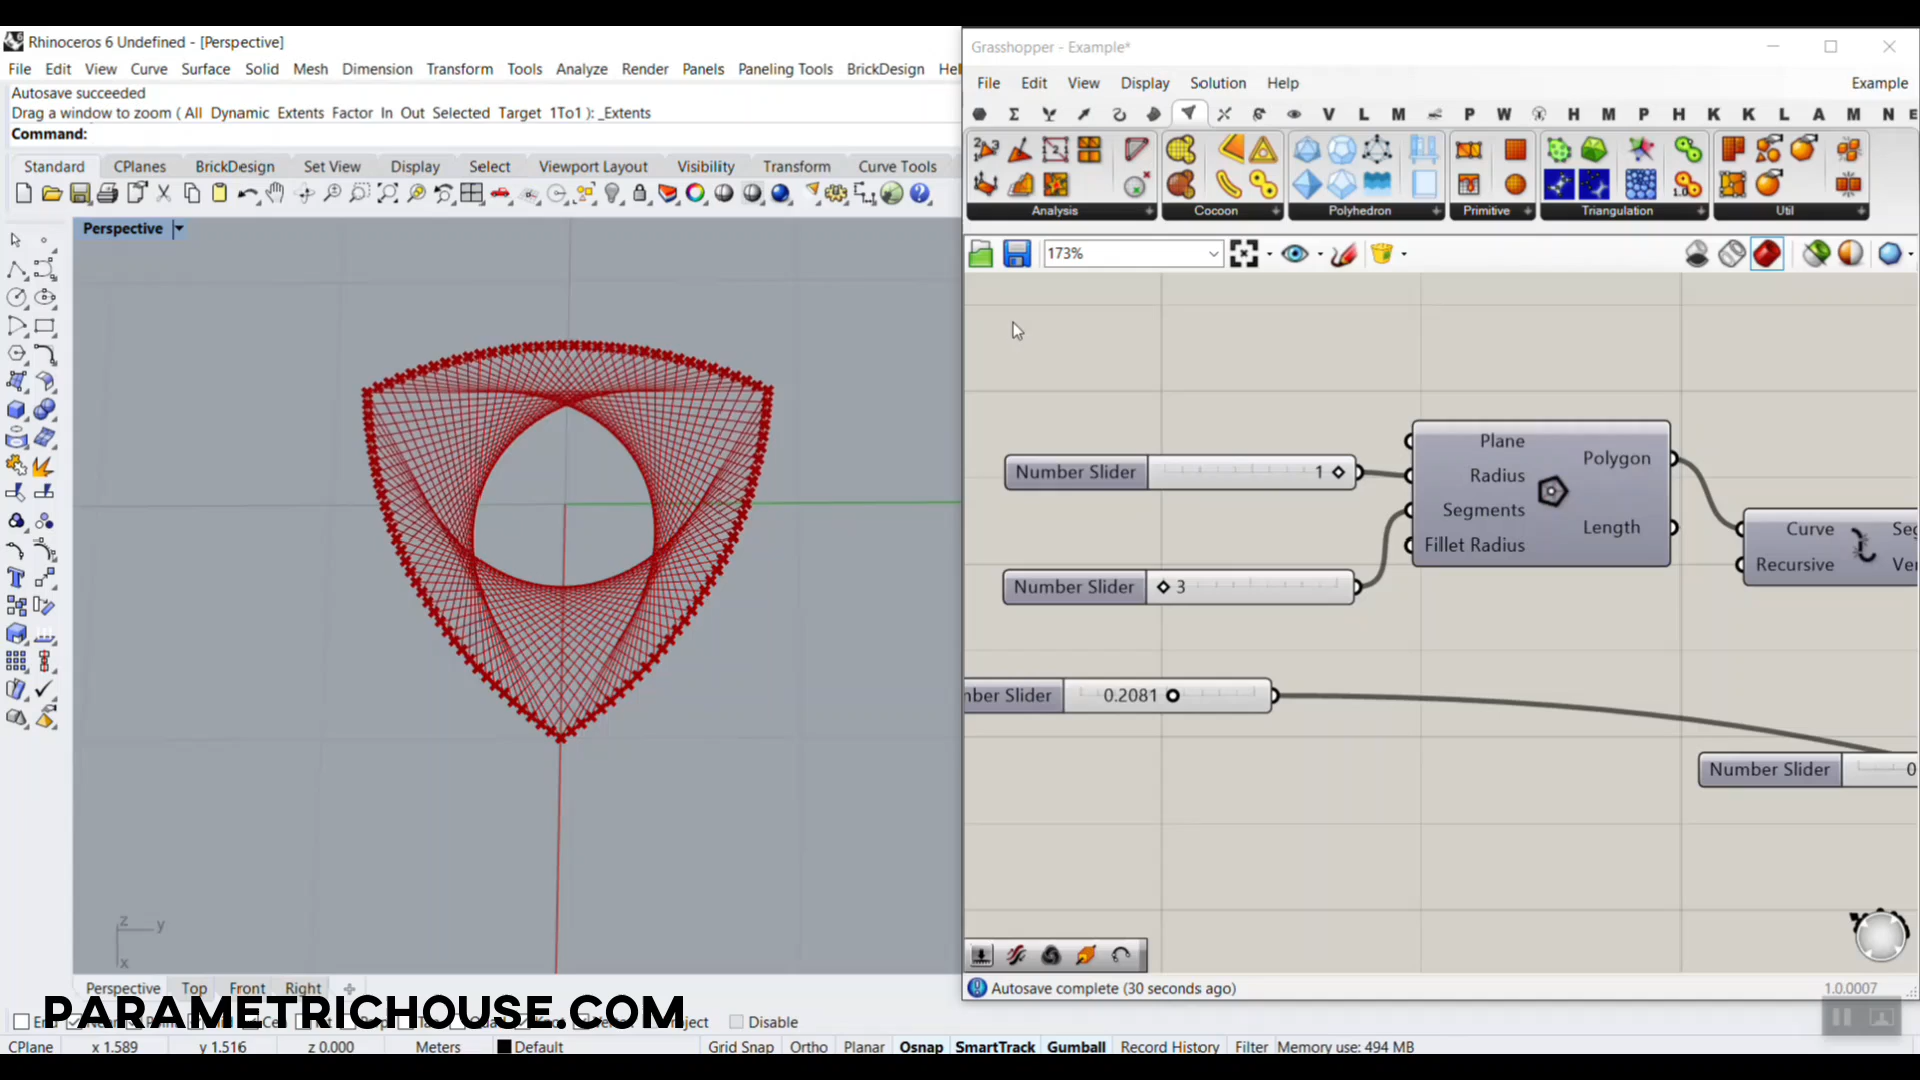 Rhinoceros 6 Undefined - [Perspective]
File Edit View Curve Surface Solid Mesh Dimension Transform Tools Analyze Render Panels Paneling Tools BrickDesign Hel
Autosave succeeded
Drag a window to zoom ( All Dynamic Extents Factor In Out Selected Target 1To1 ): _Extents
Command:
Standard CPlanes BrickDesign Set View Display Select Viewport Layout Visibility Transform Curve Tools
Perspective
z y
x
Perspective Top Front Right
PARAMETRICHOUSE.COM
Disable
CPlane x 1.589 y 1.516 z 0.000 Meters Default Grid Snap Ortho Planar Osnap SmartTrack Gumball Record History Filter Memory use: 494 MB
Grasshopper - Example*
File Edit View Display Solution Help Example
V L M P W H M P H K K L A M N E
Analysis Cocoon Polyhedron Primitive Triangulation Util
173%
Number Slider 1
Number Slider 3
Plane
Radius
Segments
Fillet Radius
Polygon
Length
Curve Seg
Recursive Ver
nber Slider 0.2081
Number Slider 0
Autosave complete (30 seconds ago) 1.0.0007